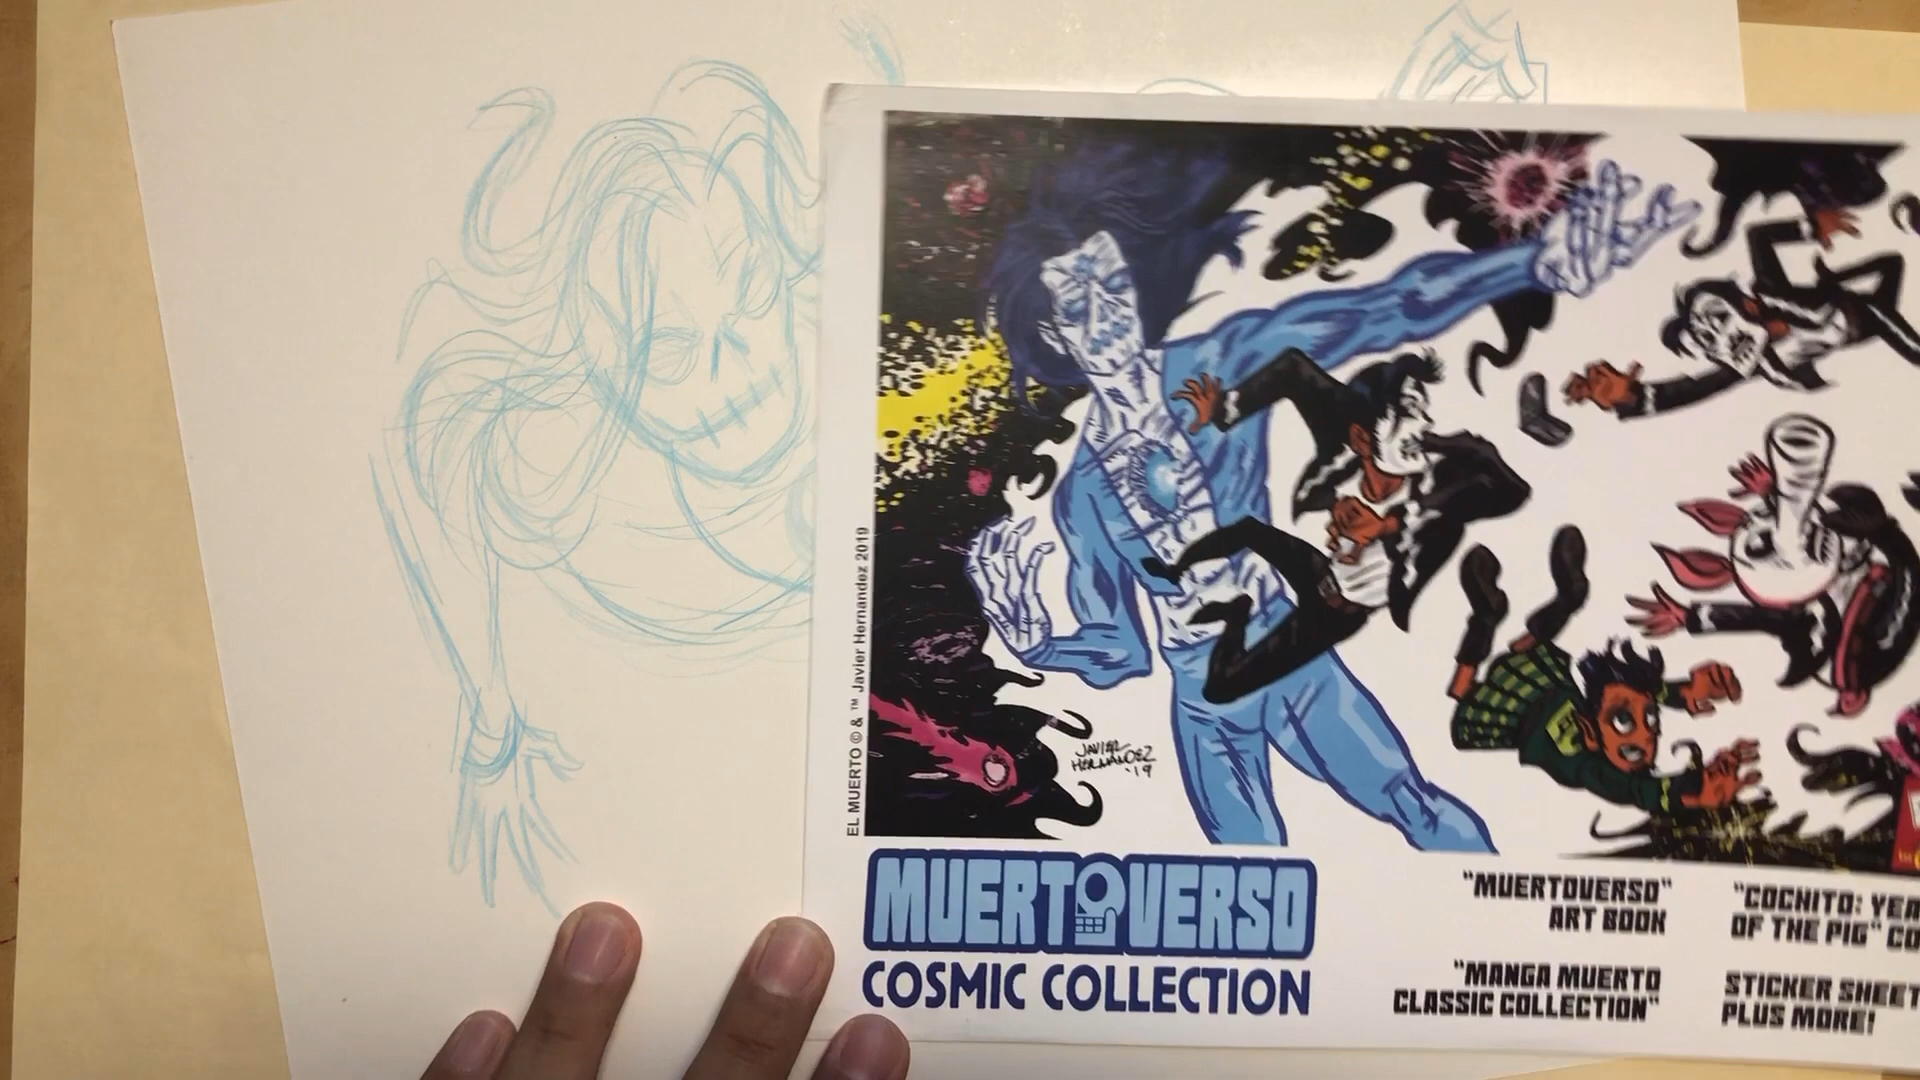 EL MUERTO © & ™ Javier Hernandez 2019
JAVIER
HERNANDEZ
'19
MUERTOVERSO
COSMIC COLLECTION
"MUERTOVERSO"
ART BOOK
"MANGA MUERTO
CLASSIC COLLECTION"
"COCHITO: YEA
OF THE PIG" CO
STICKER SHEET
PLUS MORE!